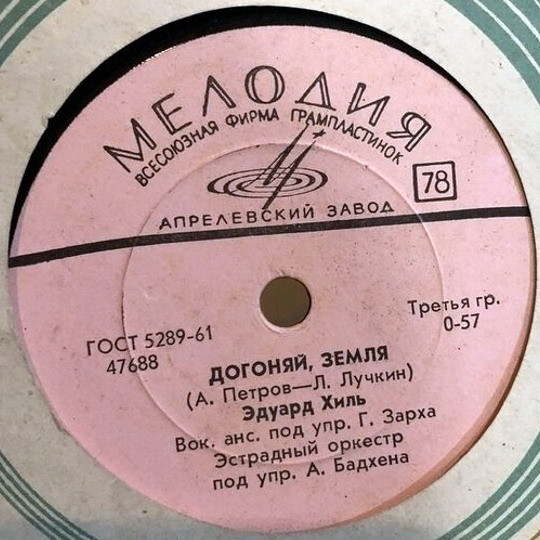 МЕЛОДИЯ
ВСЕСОЮЗНАЯ ФИРМА ГРАМПЛАСТИНОК
78
АПРЕЛЕВСКИЙ ЗАВОД
ГОСТ 5289-61
47688
Третья гр.
0-57
ДОГОНЯЙ, ЗЕМЛЯ
(А. Петров—Л. Лучкин)
Эдуард Хиль
Вок. анс. под упр. Г. Зарха
Эстрадный оркестр
под упр. А. Бадхена